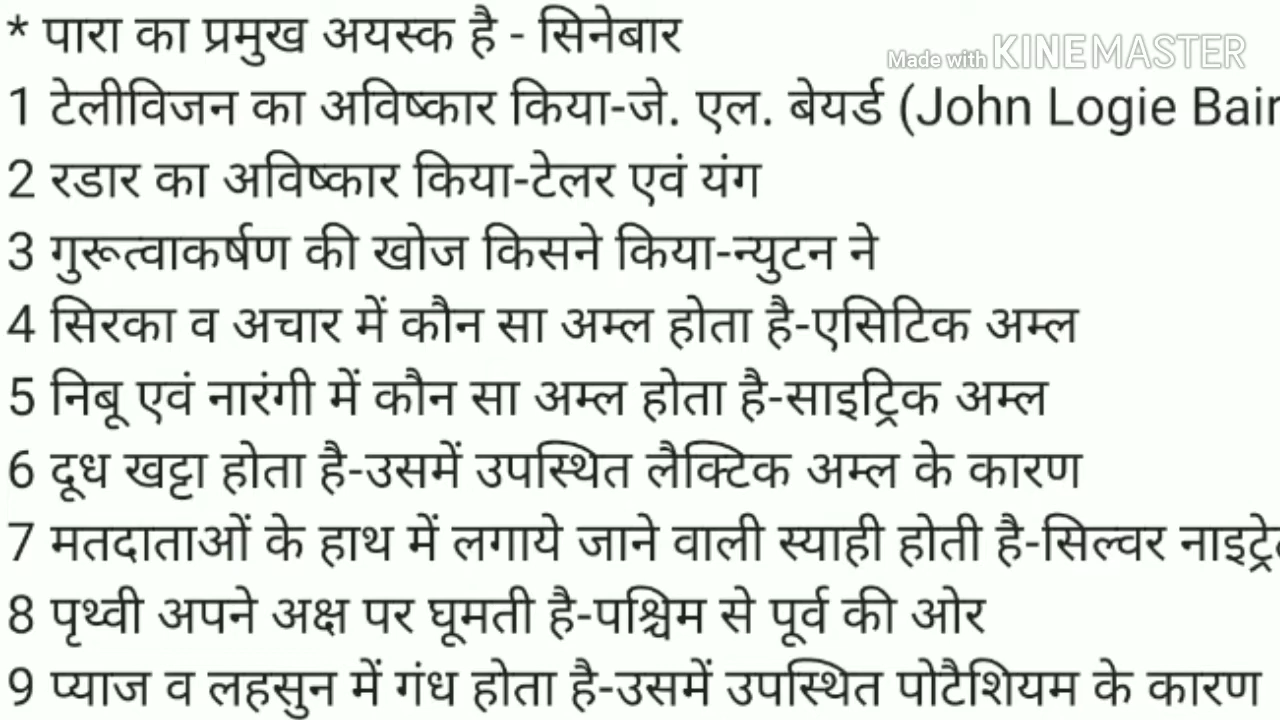 * पारा का प्रमुख अयस्क है - सिनेबार
Made with KINEMASTER
1 टेलीविजन का अविष्कार किया-जे. एल. बेयर्ड (John Logie Bair
2 रडार का अविष्कार किया-टेलर एवं यंग
3 गुरूत्वाकर्षण की खोज किसने किया-न्युटन ने
4 सिरका व अचार में कौन सा अम्ल होता है-एसिटिक अम्ल
5 निबू एवं नारंगी में कौन सा अम्ल होता है-साइट्रिक अम्ल
6 दूध खट्टा होता है-उसमें उपस्थित लैक्टिक अम्ल के कारण
7 मतदाताओं के हाथ में लगाये जाने वाली स्याही होती है-सिल्वर नाइट्रे
8 पृथ्वी अपने अक्ष पर घूमती है-पश्चिम से पूर्व की ओर
9 प्याज व लहसुन में गंध होता है-उसमें उपस्थित पोटैशियम के कारण